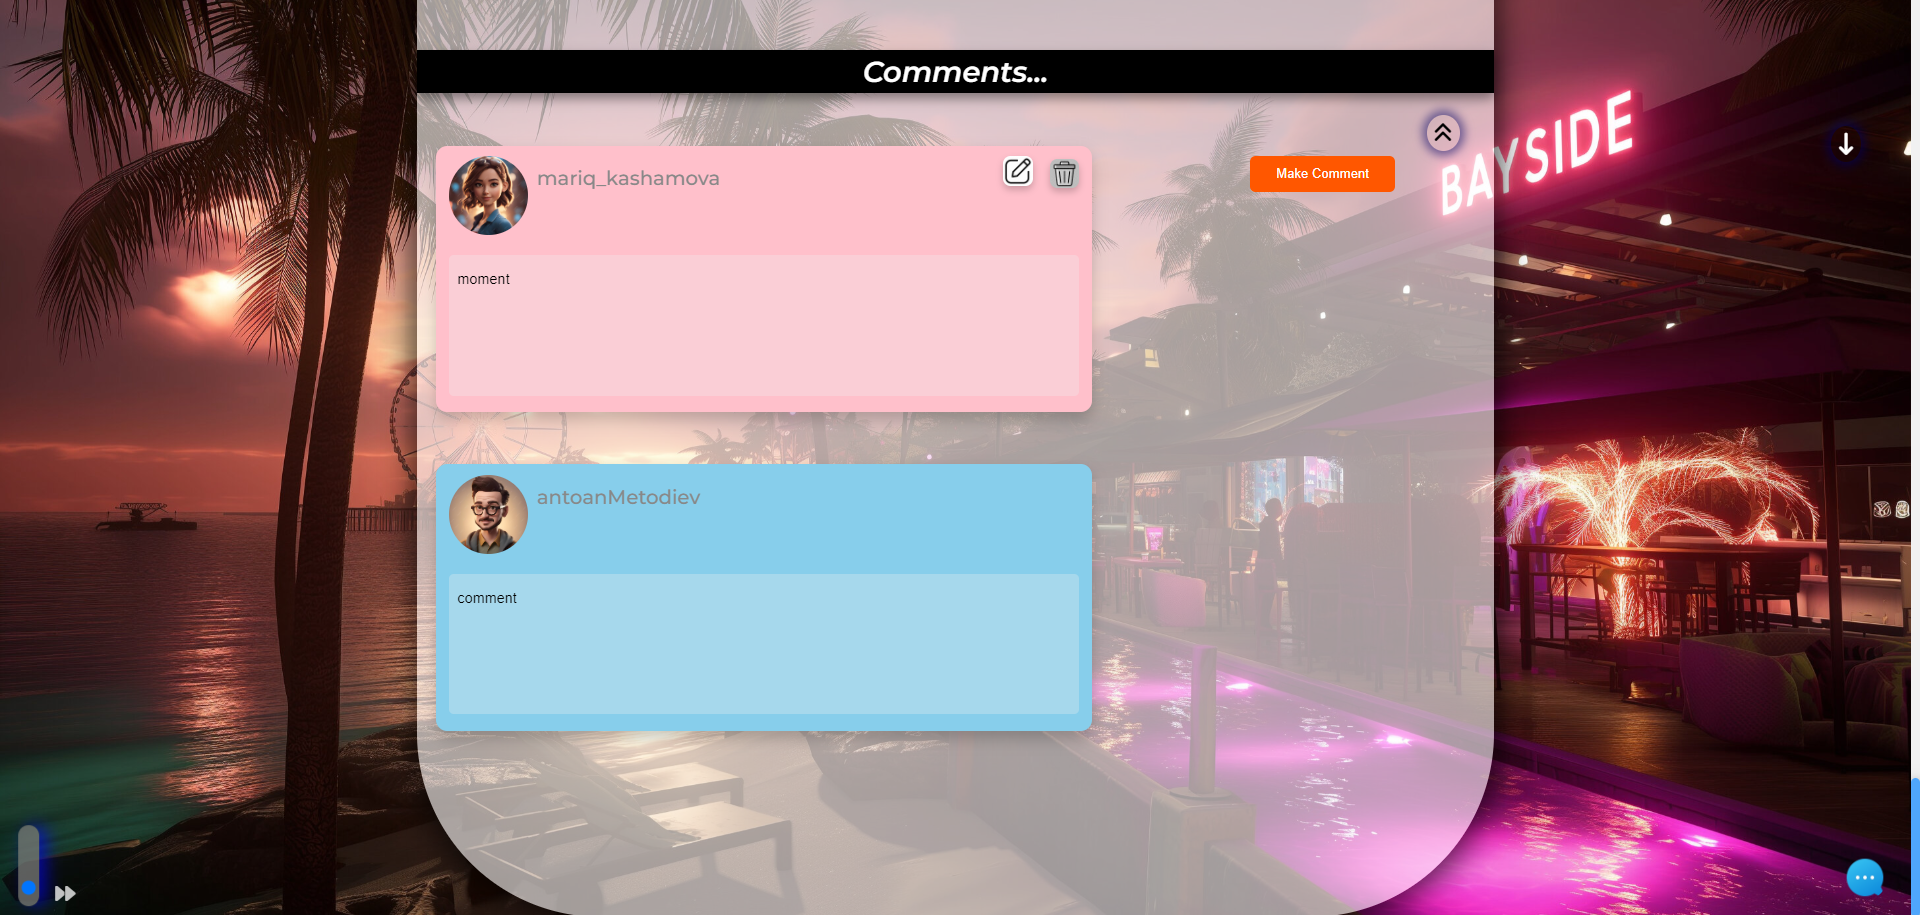 Comments...
mariq_kashamova
Make Comment
BAYSIDE
moment
antoanMetodiev
comment